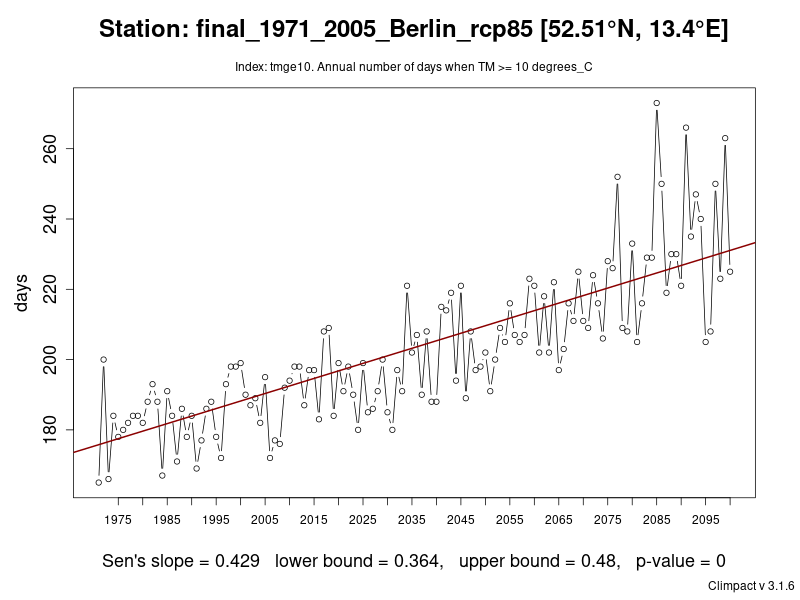 Station: final_1971_2005_Berlin_rcp85 [52.51°N, 13.4°E]
Index: tmge10. Annual number of days when TM >= 10 degrees_C
260
240
220
200
180
days
1975 1985 1995 2005 2015 2025 2035 2045 2055 2065 2075 2085 2095
Sen's slope = 0.429 lower bound = 0.364, upper bound = 0.48, p-value = 0
Climpact v 3.1.6